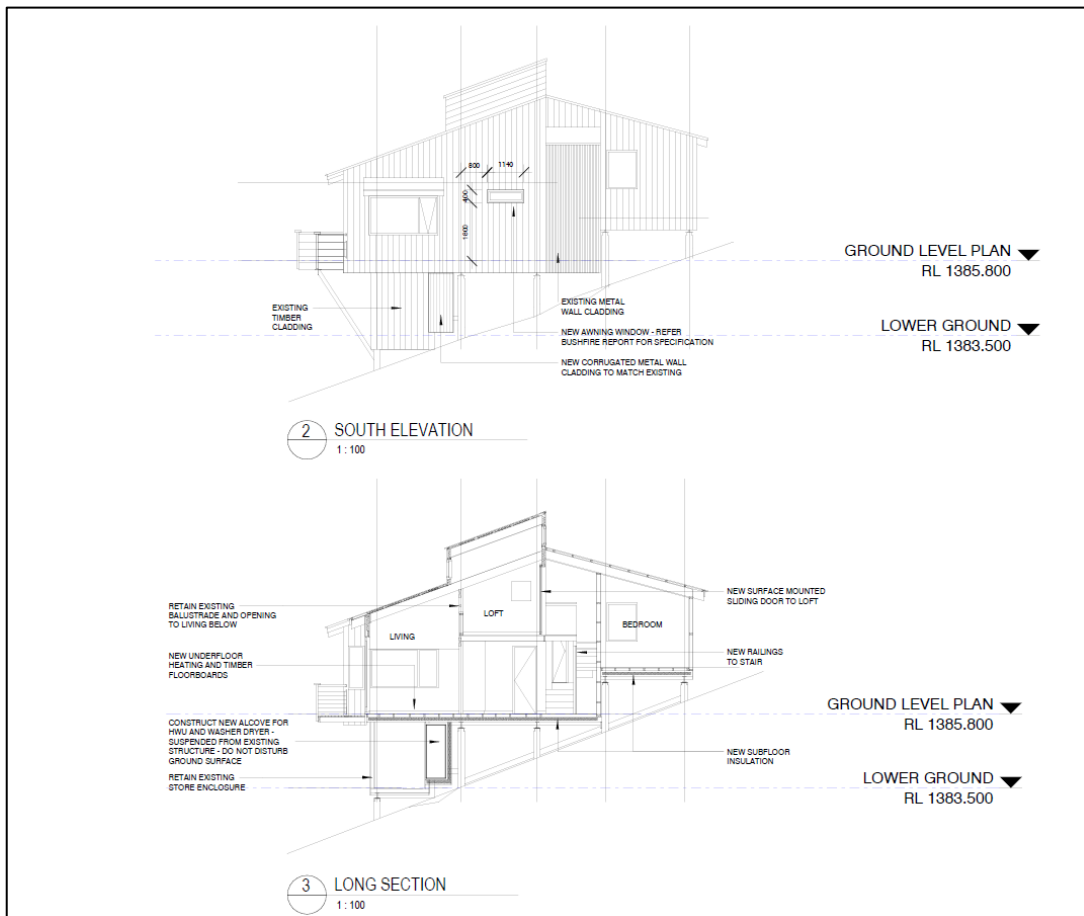 800
1140
400
1800
GROUND LEVEL PLAN
RL 1385.800
EXISTING
TIMBER
CLADDING
EXISTING METAL
WALL CLADDING
LOWER GROUND
RL 1383.500
NEW AWNING WINDOW - REFER
BUSHFIRE REPORT FOR SPECIFICATION
NEW CORRUGATED METAL WALL
CLADDING TO MATCH EXISTING
2
SOUTH ELEVATION
1 : 100
RETAIN EXISTING
BALUSTRADE AND OPENING
TO LIVING BELOW
LOFT
LIVING
BEDROOM
NEW SURFACE MOUNTED
SLIDING DOOR TO LOFT
NEW UNDERFLOOR
HEATING AND TIMBER
FLOORBOARDS
NEW RAILINGS
TO STAIR
GROUND LEVEL PLAN
RL 1385.800
CONSTRUCT NEW ALCOVE FOR
HWU AND WASHER DRYER -
SUSPENDED FROM EXISTING
STRUCTURE - DO NOT DISTURB
GROUND SURFACE
NEW SUBFLOOR
INSULATION
RETAIN EXISTING
STORE ENCLOSURE
LOWER GROUND
RL 1383.500
3
LONG SECTION
1 : 100